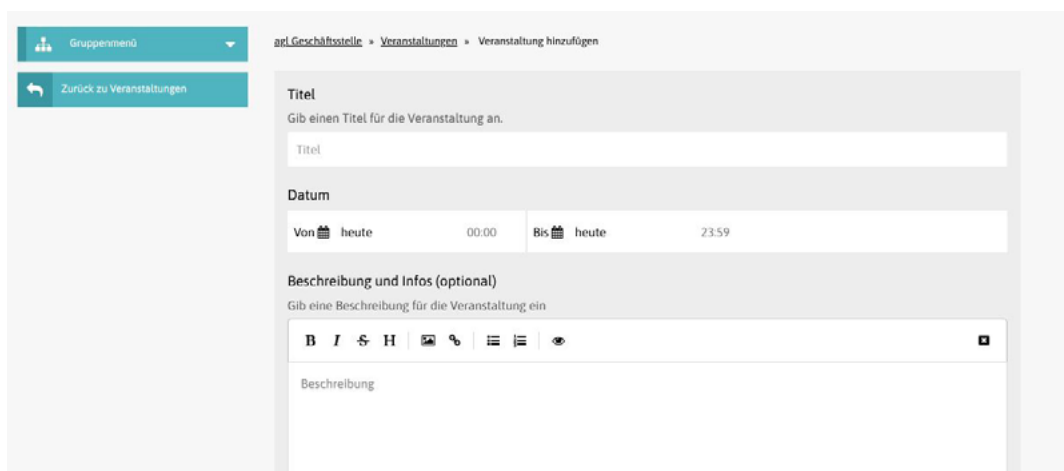 Gruppenmenü
Zurück zu Veranstaltungen
agl Geschäftsstelle » Veranstaltungen » Veranstaltung hinzufügen
Titel
Gib einen Titel für die Veranstaltung an.
Titel
Datum
Von heute 00:00 Bis heute 23:59
Beschreibung und Infos (optional)
Gib eine Beschreibung für die Veranstaltung ein
B I S H
Beschreibung